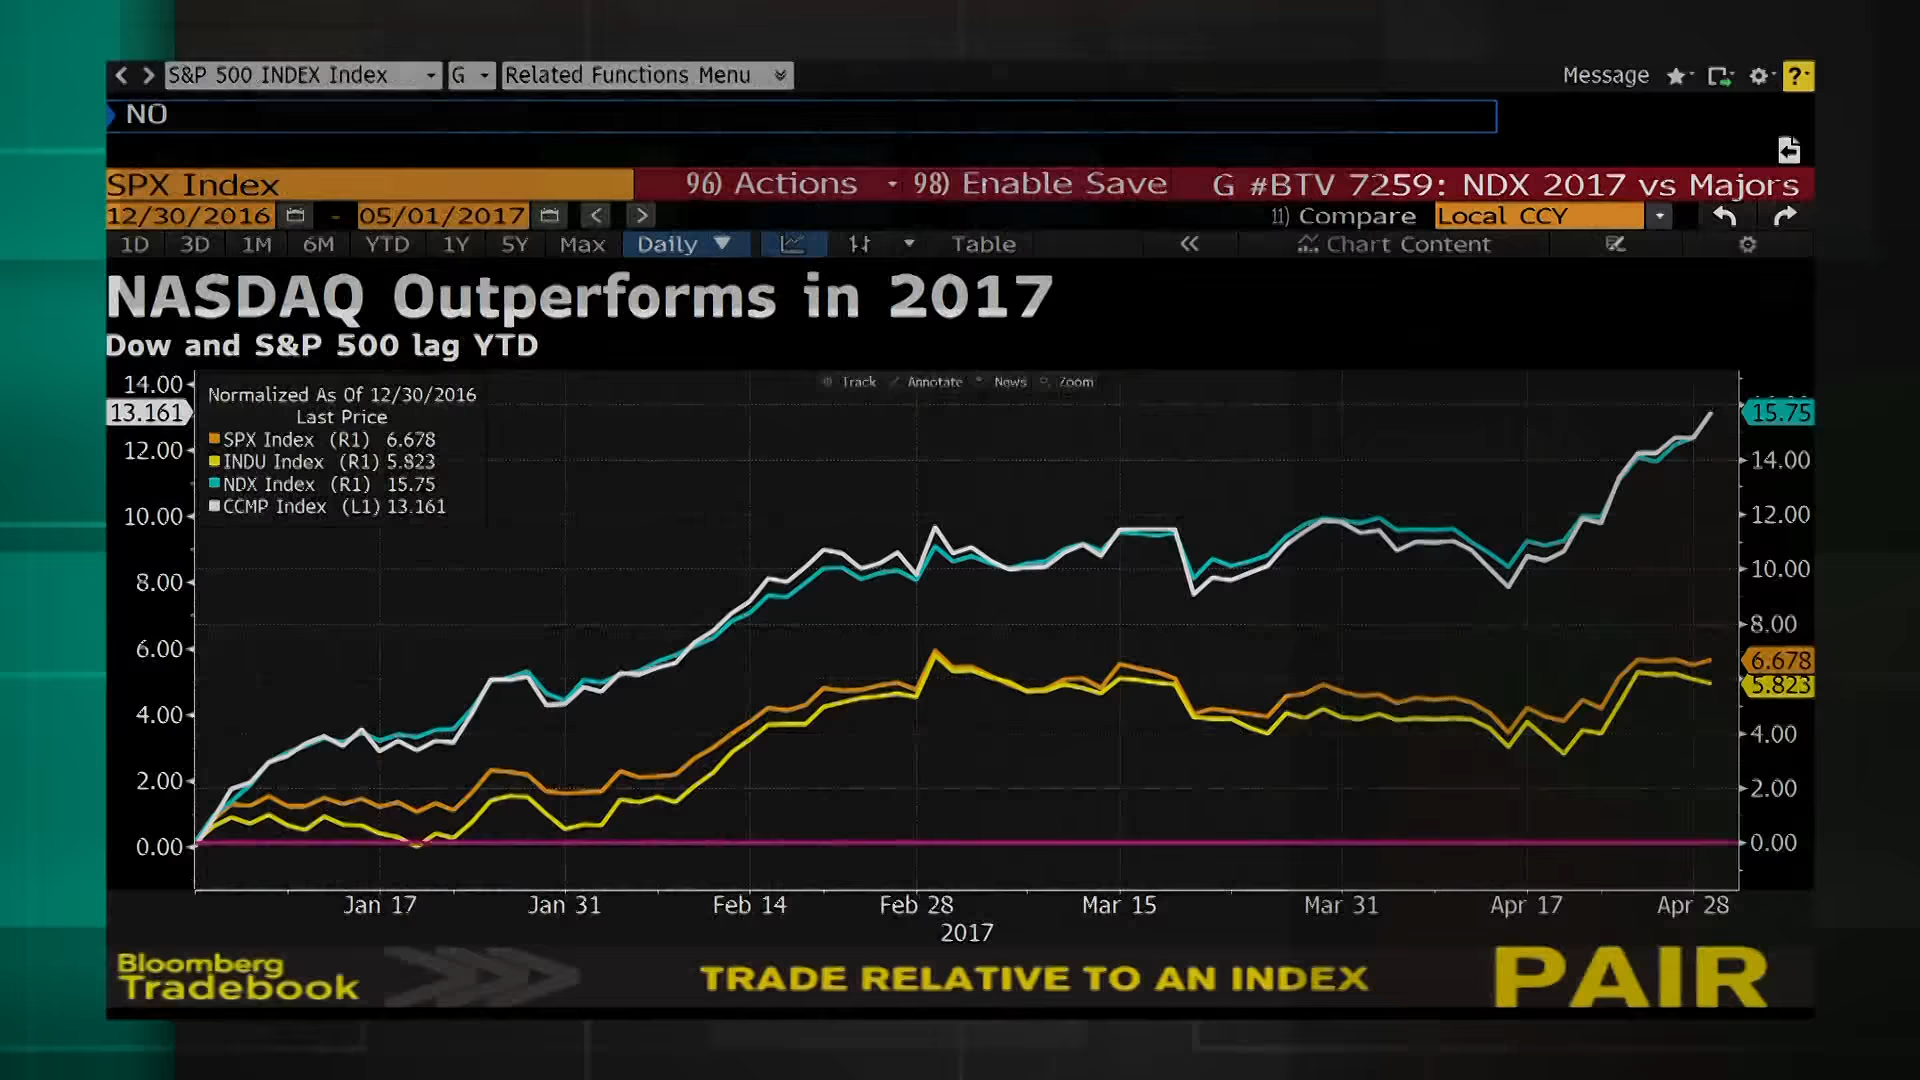 S&P 500 INDEX Index G Related Functions Menu Message ?
NO
SPX Index 96) Actions 98) Enable Save G #BTV 7259: NDX 2017 vs Majors
12/30/2016 - 05/01/2017 11) Compare Local CCY
1D 3D 1M 6M YTD 1Y 5Y Max Daily Table Chart Content
NASDAQ Outperforms in 2017
Dow and S&P 500 lag YTD
Track Annotate News Zoom
Normalized As Of 12/30/2016
Last Price
SPX Index (R1) 6.678
INDU Index (R1) 5.823
NDX Index (R1) 15.75
CCMP Index (L1) 13.161
14.00
13.161
12.00
10.00
8.00
6.00
4.00
2.00
0.00
15.75
14.00
12.00
10.00
8.00
6.678
5.823
4.00
2.00
0.00
Jan 17 Jan 31 Feb 14 Feb 28 Mar 15 Mar 31 Apr 17 Apr 28
2017
Bloomberg
Tradebook
TRADE RELATIVE TO AN INDEX
PAIR